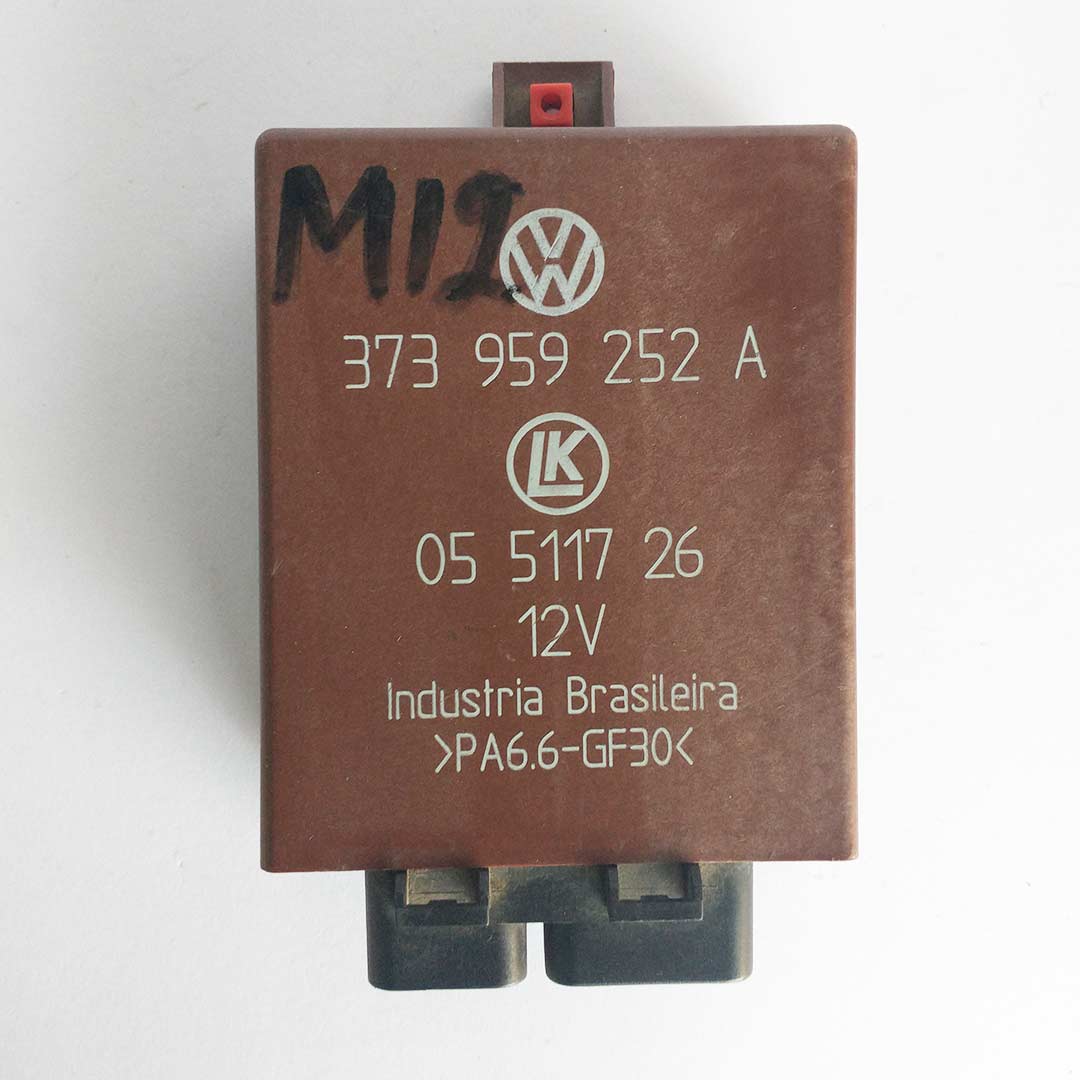 M12
VW
373 959 252 A
LK
05 5117 26
12V
Industria Brasileira
>PA6.6-GF30<